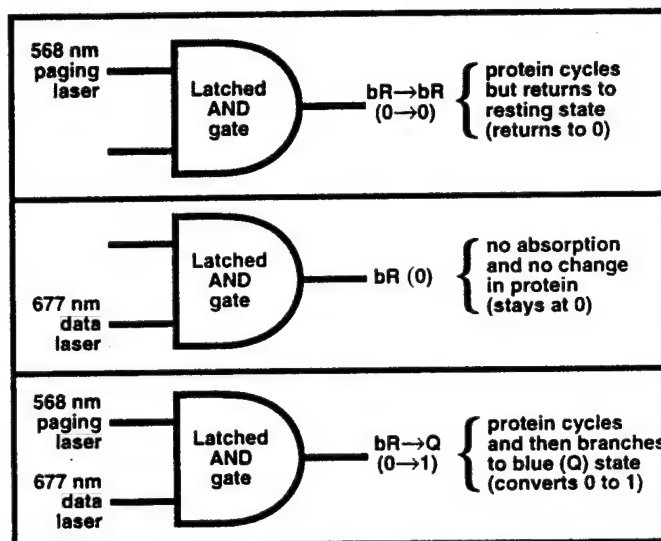 568 nm
paging
laser
Latched
AND
gate
bR→bR
(0→0)
protein cycles
but returns to
resting state
(returns to 0)
677 nm
data
laser
Latched
AND
gate
bR (0)
no absorption
and no change
in protein
(stays at 0)
568 nm
paging
laser
677 nm
data
laser
Latched
AND
gate
bR→Q
(0→1)
protein cycles
and then branches
to blue (Q) state
(converts 0 to 1)